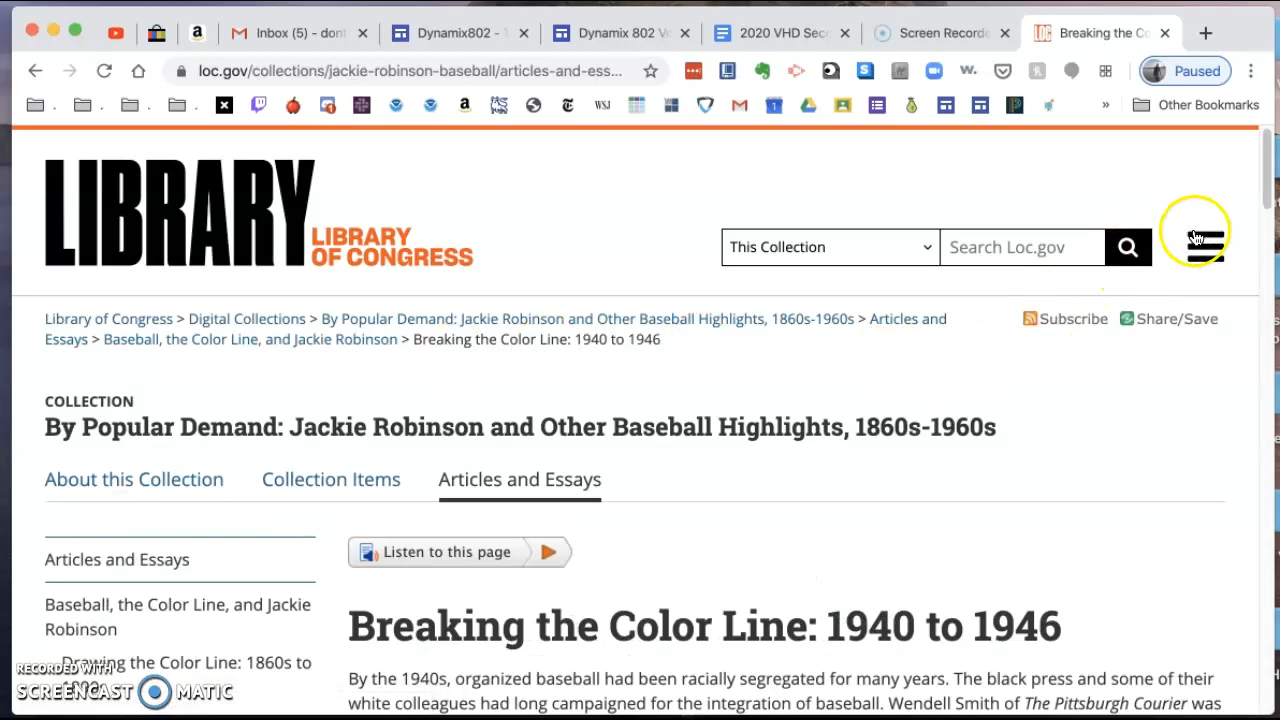 Inbox (5) - dont
Dynamix802 - 
Dynamix 802 Vo
2020 VHD Seco
Screen Recorde
Breaking the Co
loc.gov/collections/jackie-robinson-baseball/articles-and-ess...
Paused
WSJ
Other Bookmarks
LIBRARY
LIBRARY
OF CONGRESS
This Collection
Search Loc.gov
Library of Congress > Digital Collections > By Popular Demand: Jackie Robinson and Other Baseball Highlights, 1860s-1960s > Articles and
Essays > Baseball, the Color Line, and Jackie Robinson > Breaking the Color Line: 1940 to 1946
Subscribe
Share/Save
COLLECTION
By Popular Demand: Jackie Robinson and Other Baseball Highlights, 1860s-1960s
About this Collection
Collection Items
Articles and Essays
Articles and Essays
Baseball, the Color Line, and Jackie
Robinson
Drawing the Color Line: 1860s to
Listen to this page
Breaking the Color Line: 1940 to 1946
By the 1940s, organized baseball had been racially segregated for many years. The black press and some of their
white colleagues had long campaigned for the integration of baseball. Wendell Smith of The Pittsburgh Courier was
RECORDED WITH
SCREENCAST MATIC